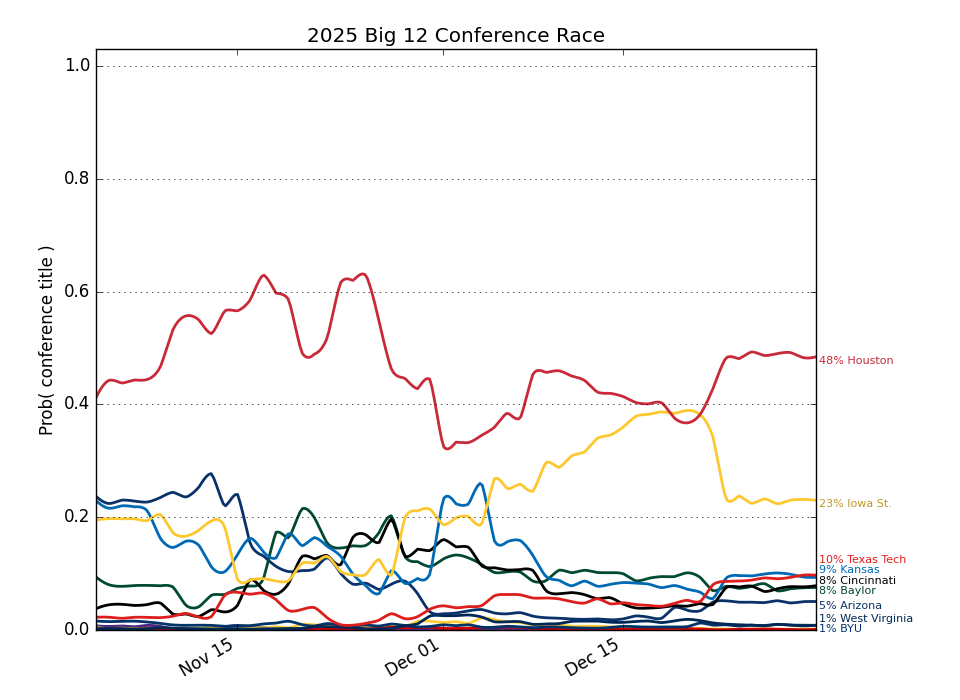 2025 Big 12 Conference Race
Prob( conference title )
1.0
0.8
0.6
0.4
0.2
0.0
Nov 15
Dec 01
Dec 15
48% Houston
23% Iowa St.
10% Texas Tech
9% Kansas
8% Cincinnati
8% Baylor
5% Arizona
1% West Virginia
1% BYU